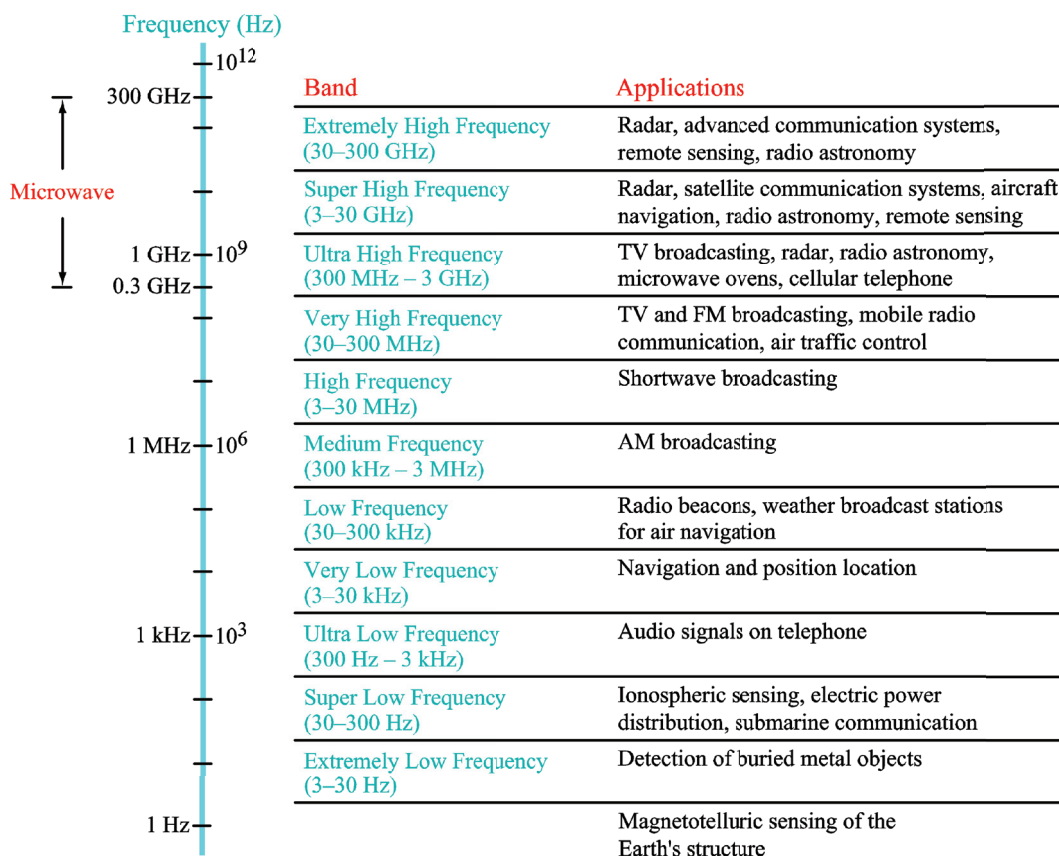 Frequency (Hz)
10¹²
300 GHz
Microwave
1 GHz
10⁹
0.3 GHz
1 MHz
10⁶
1 kHz
10³
1 Hz
Band Applications
Extremely High Frequency
(30–300 GHz)
Radar, advanced communication systems,
remote sensing, radio astronomy
Super High Frequency
(3–30 GHz)
Radar, satellite communication systems, aircraft
navigation, radio astronomy, remote sensing
Ultra High Frequency
(300 MHz – 3 GHz)
TV broadcasting, radar, radio astronomy,
microwave ovens, cellular telephone
Very High Frequency
(30–300 MHz)
TV and FM broadcasting, mobile radio
communication, air traffic control
High Frequency
(3–30 MHz)
Shortwave broadcasting
Medium Frequency
(300 kHz – 3 MHz)
AM broadcasting
Low Frequency
(30–300 kHz)
Radio beacons, weather broadcast stations
for air navigation
Very Low Frequency
(3–30 kHz)
Navigation and position location
Ultra Low Frequency
(300 Hz – 3 kHz)
Audio signals on telephone
Super Low Frequency
(30–300 Hz)
Ionospheric sensing, electric power
distribution, submarine communication
Extremely Low Frequency
(3–30 Hz)
Detection of buried metal objects
Magnetotelluric sensing of the
Earth's structure